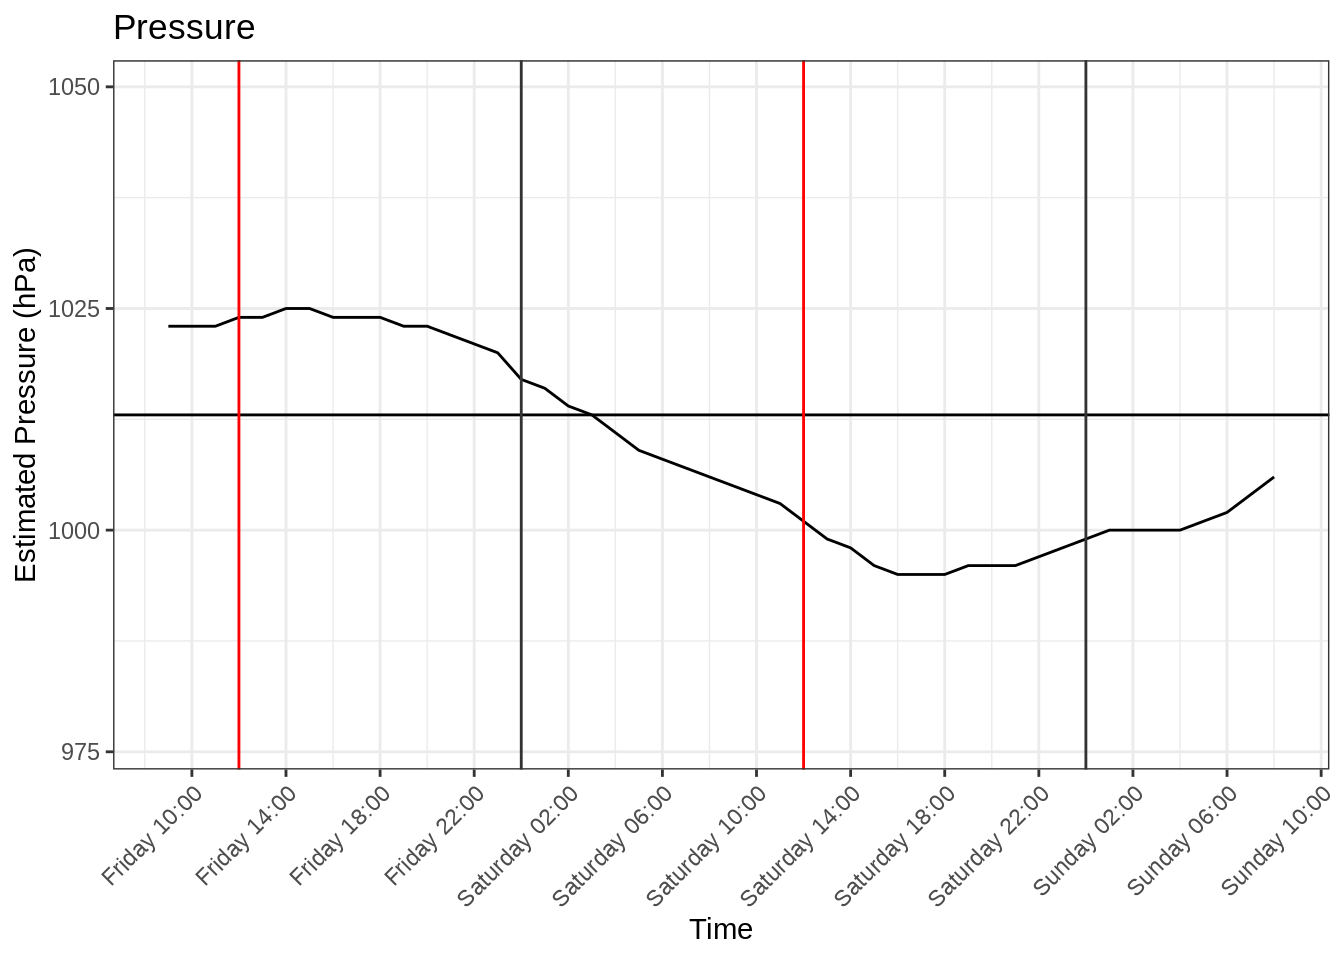 Pressure
Estimated Pressure (hPa)
1050
1025
1000
975
Friday 10:00
Friday 14:00
Friday 18:00
Friday 22:00
Saturday 02:00
Saturday 06:00
Saturday 10:00
Saturday 14:00
Saturday 18:00
Saturday 22:00
Sunday 02:00
Sunday 06:00
Sunday 10:00
Time